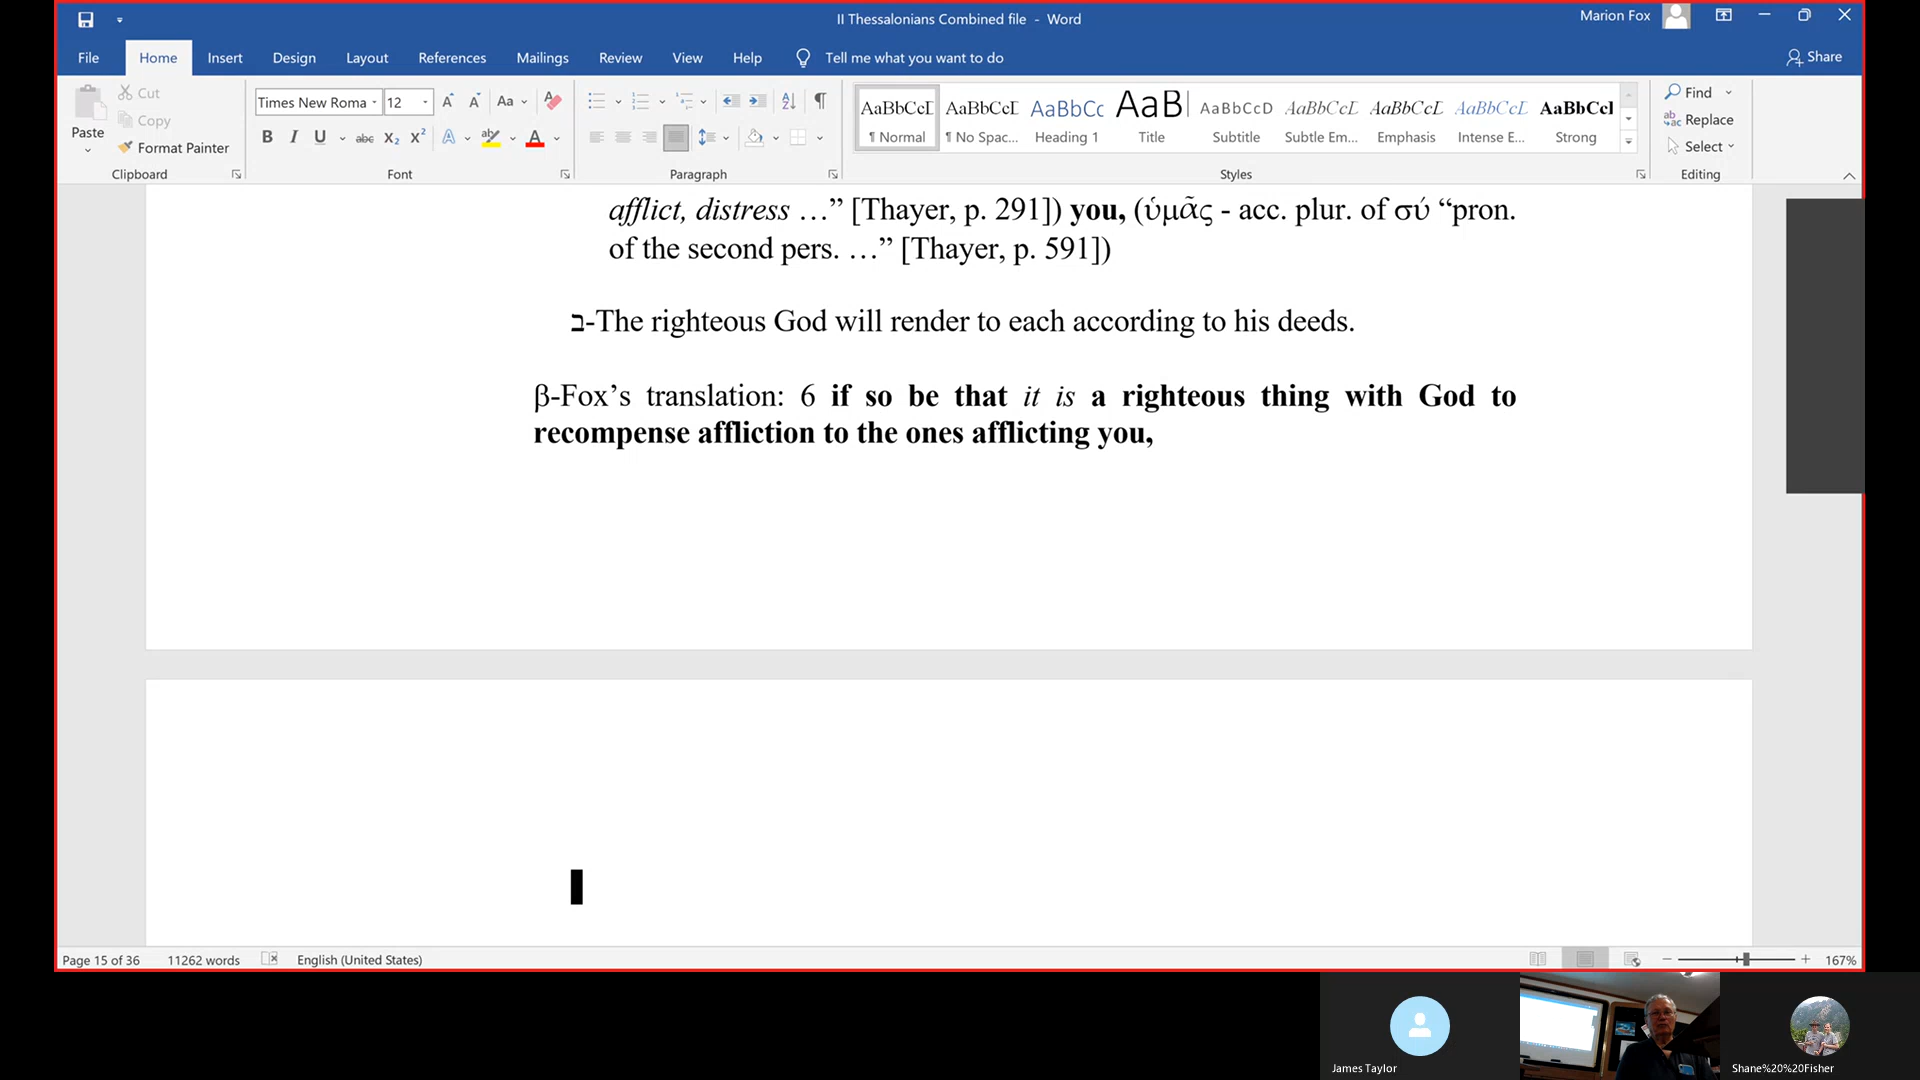 II Thessalonians Combined file - Word
Marion Fox
File Home Insert Design Layout References Mailings Review View Help Tell me what you want to do Share
Paste
Cut
Copy
Format Painter
Clipboard
Times New Roma 12
Font
Paragraph
AaBbCcD AaBbCcD AaBbCc AaB AaBbCcD AaBbCcD AaBbCcD AaBbCcD AaBbCcl
¶ Normal ¶ No Spac... Heading 1 Title Subtitle Subtle Em... Emphasis Intense E... Strong
Styles
Find
Replace
Select
Editing
afflict, distress …” [Thayer, p. 291]) you, (ὑμᾶς - acc. plur. of σύ “pron.
of the second pers. …” [Thayer, p. 591])
ב-The righteous God will render to each according to his deeds.
β-Fox’s translation: 6 if so be that it is a righteous thing with God to
recompense affliction to the ones afflicting you,
Page 15 of 36 11262 words English (United States) 167%
James Taylor
Shane%20%20Fisher